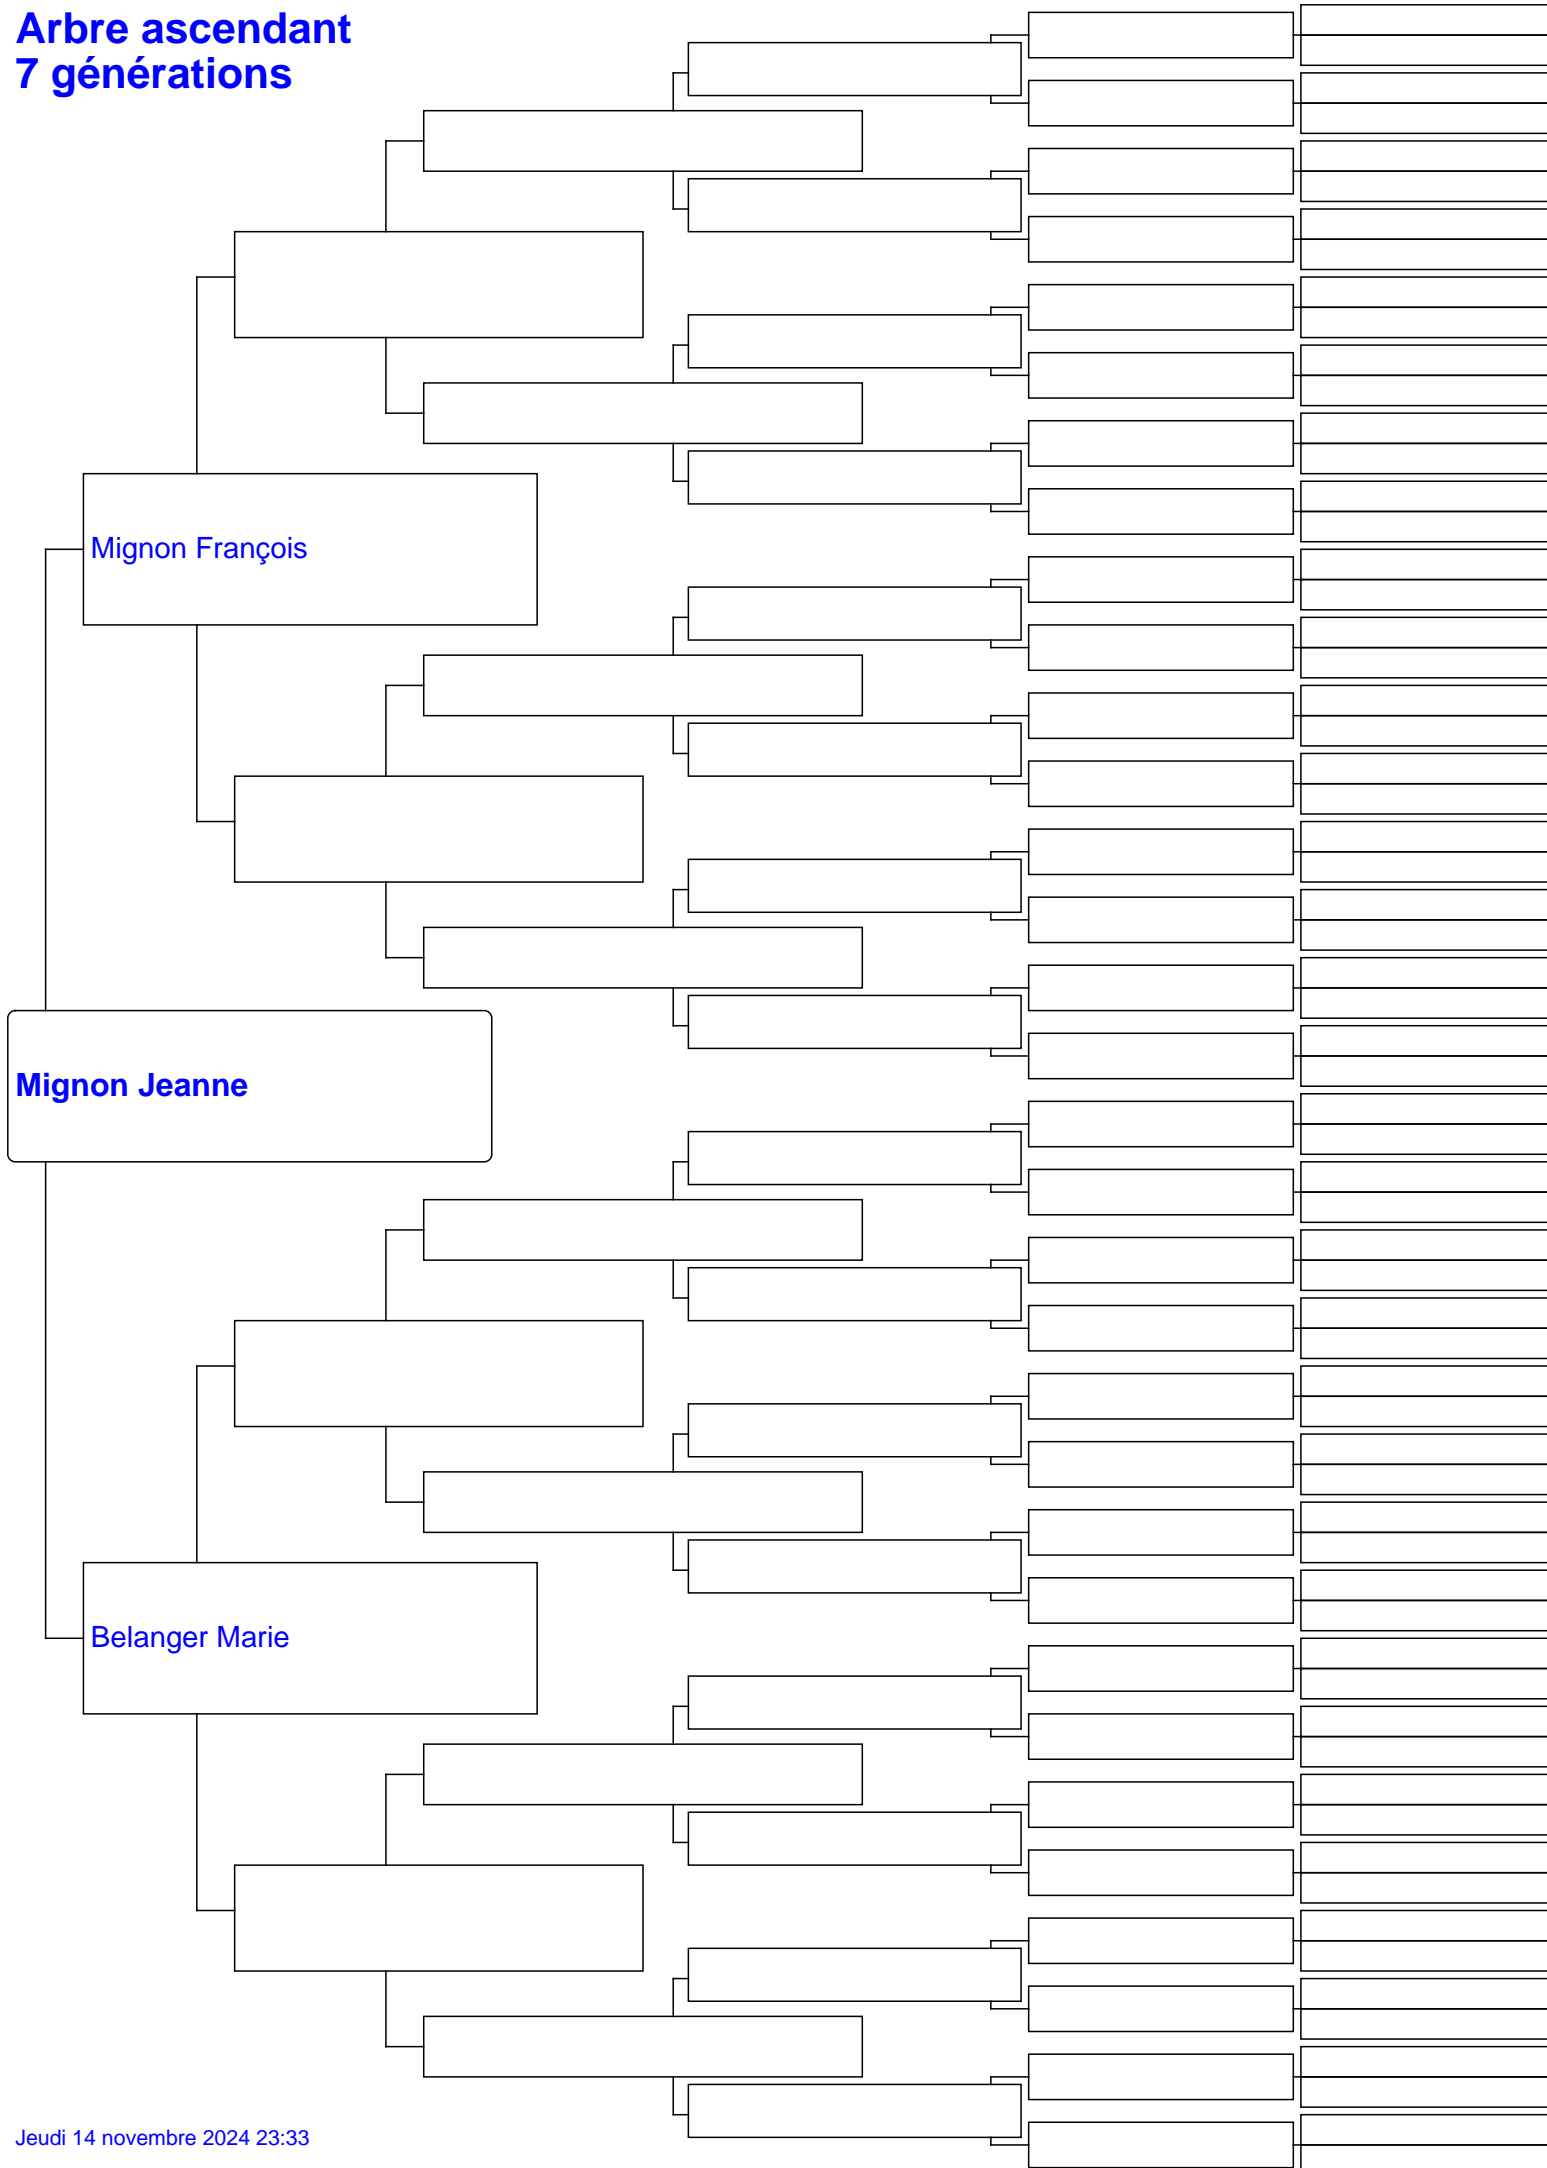 Arbre ascendant
7 générations
Mignon François
Mignon Jeanne
Belanger Marie
Jeudi 14 novembre 2024 23:33